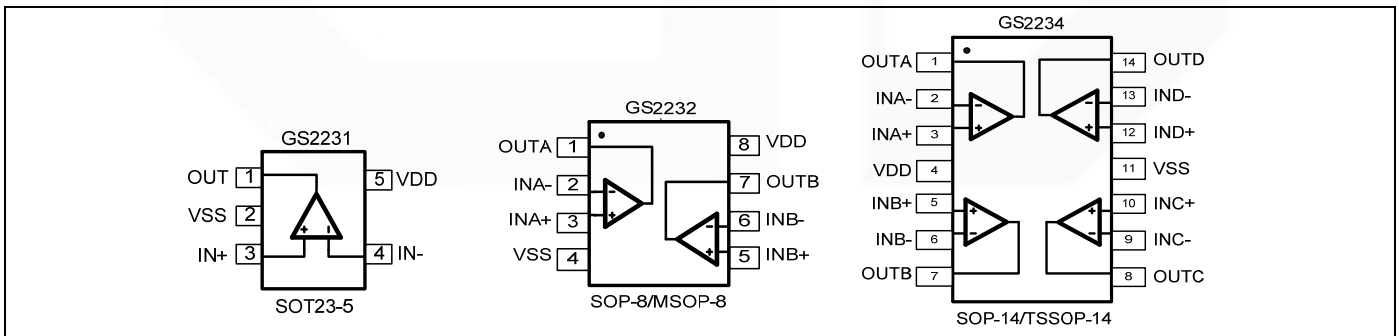 GS2231
OUT 1
5 VDD
VSS 2
IN+ 3
4 IN-
+ -
SOT23-5
GS2232
OUTA 1
8 VDD
INA- 2 -
7 OUTB
INA+ 3 +
- 6 INB-
VSS 4
+ 5 INB+
SOP-8/MSOP-8
GS2234
OUTA 1
14 OUTD
INA- 2 -
- 13 IND-
INA+ 3 +
+ 12 IND+
VDD 4
11 VSS
INB+ 5 +
+ 10 INC+
INB- 6 -
- 9 INC-
OUTB 7
8 OUTC
SOP-14/TSSOP-14